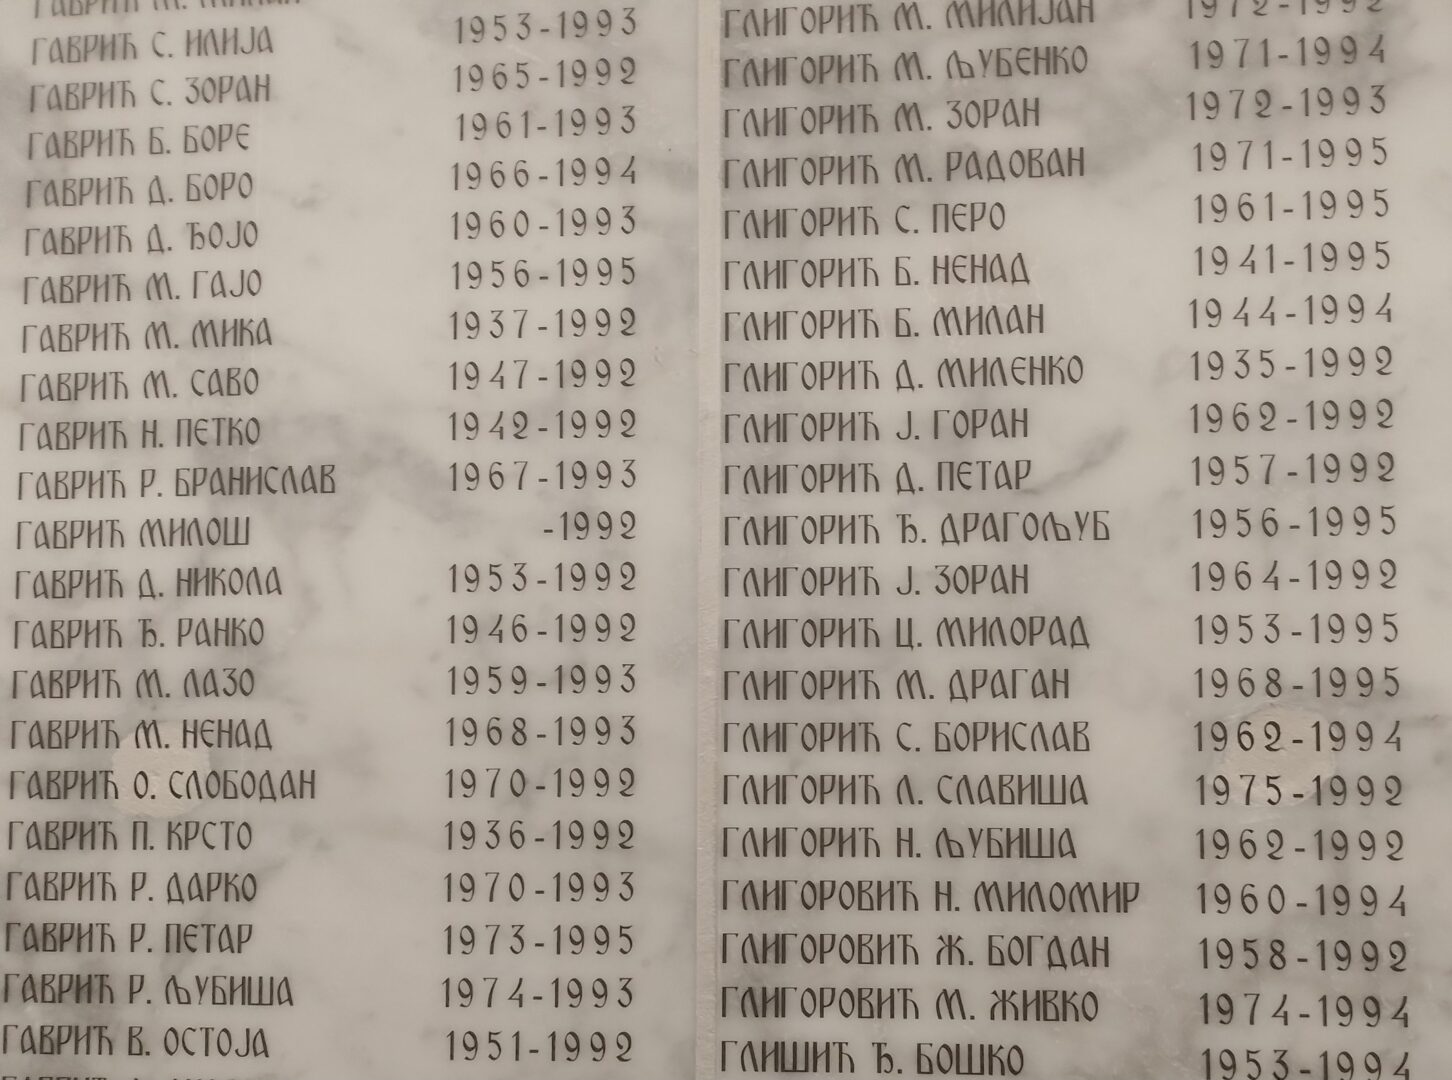 ГАВРИЋ С. ИЛИЈА 1953-1993
ГАВРИЋ С. ЗОРАН 1965-1992
ГАВРИЋ Б. БОРЕ 1961-1993
ГАВРИЋ Д. БОРО 1966-1994
ГАВРИЋ Д. ЂОЈО 1960-1993
ГАВРИЋ М. ГАЈО 1956-1995
ГАВРИЋ М. МИКА 1937-1992
ГАВРИЋ М. САВО 1947-1992
ГАВРИЋ Н. ПЕТКО 1942-1992
ГАВРИЋ Р. БРАНИСЛАВ 1967-1993
ГАВРИЋ МИЛОШ -1992
ГАВРИЋ Д. НИКОЛА 1953-1992
ГАВРИЋ Ђ. РАНКО 1946-1992
ГАВРИЋ М. ЛАЗО 1959-1993
ГАВРИЋ М. НЕНАД 1968-1993
ГАВРИЋ О. СЛОБОДАН 1970-1992
ГАВРИЋ П. КРСТО 1936-1992
ГАВРИЋ Р. ДАРКО 1970-1993
ГАВРИЋ Р. ПЕТАР 1973-1995
ГАВРИЋ Р. ЉУБИША 1974-1993
ГАВРИЋ В. ОСТОЈА 1951-1992
ГЛИГОРИЋ М. МИЛИЈАН 1972-1992
ГЛИГОРИЋ М. ЉУБЕНКО 1971-1994
ГЛИГОРИЋ М. ЗОРАН 1972-1993
ГЛИГОРИЋ М. РАДОВАН 1971-1995
ГЛИГОРИЋ С. ПЕРО 1961-1995
ГЛИГОРИЋ Б. НЕНАД 1941-1995
ГЛИГОРИЋ Б. МИЛАН 1944-1994
ГЛИГОРИЋ Д. МИЛЕНКО 1935-1992
ГЛИГОРИЋ Ј. ГОРАН 1962-1992
ГЛИГОРИЋ Д. ПЕТАР 1957-1992
ГЛИГОРИЋ Ђ. ДРАГОЉУБ 1956-1995
ГЛИГОРИЋ Ј. ЗОРАН 1964-1992
ГЛИГОРИЋ Ц. МИЛОРАД 1953-1995
ГЛИГОРИЋ М. ДРАГАН 1968-1995
ГЛИГОРИЋ С. БОРИСЛАВ 1962-1994
ГЛИГОРИЋ Л. СЛАВИША 1975-1992
ГЛИГОРИЋ Н. ЉУБИША 1962-1992
ГЛИГОРОВИЋ Н. МИЛОМИР 1960-1994
ГЛИГОРОВИЋ Ж. БОГДАН 1958-1992
ГЛИГОРОВИЋ М. ЖИВКО 1974-1994
ГЛИШИЋ Ђ. БОШКО 1953-1994